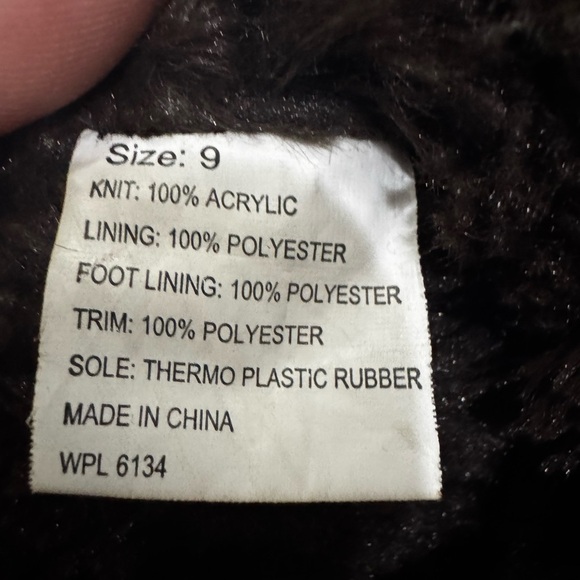 Size: 9
KNIT: 100% ACRYLIC
LINING: 100% POLYESTER
FOOT LINING: 100% POLYESTER
TRIM: 100% POLYESTER
SOLE: THERMO PLASTIC RUBBER
MADE IN CHINA
WPL 6134